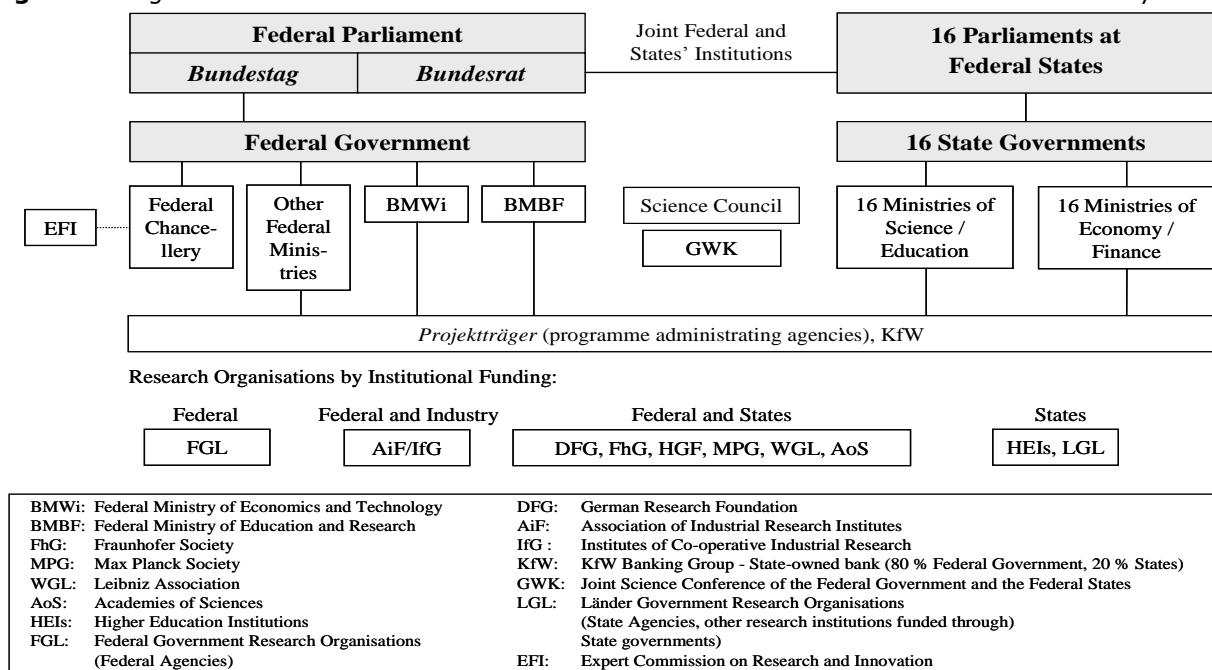 Federal Parliament
Bundestag
Bundesrat
Joint Federal and
States' Institutions
16 Parliaments at
Federal States
Federal Government
16 State Governments
EFI
Federal
Chance-
llery
Other
Federal
Minis-
tries
BMWi
BMBF
Science Council
GWK
16 Ministries of
Science /
Education
16 Ministries of
Economy /
Finance
Projektträger (programme administrating agencies), KfW
Research Organisations by Institutional Funding:
Federal
FGL
Federal and Industry
AiF/IfG
Federal and States
DFG, FhG, HGF, MPG, WGL, AoS
States
HEIs, LGL
BMWi: Federal Ministry of Economics and Technology
BMBF: Federal Ministry of Education and Research
FhG: Fraunhofer Society
MPG: Max Planck Society
WGL: Leibniz Association
AoS: Academies of Sciences
HEIs: Higher Education Institutions
FGL: Federal Government Research Organisations
(Federal Agencies)
DFG: German Research Foundation
AiF: Association of Industrial Research Institutes
IfG : Institutes of Co-operative Industrial Research
KfW: KfW Banking Group - State-owned bank (80 % Federal Government, 20 % States)
GWK: Joint Science Conference of the Federal Government and the Federal States
LGL: Länder Government Research Organisations
(State Agencies, other research institutions funded through)
State governments)
EFI: Expert Commission on Research and Innovation